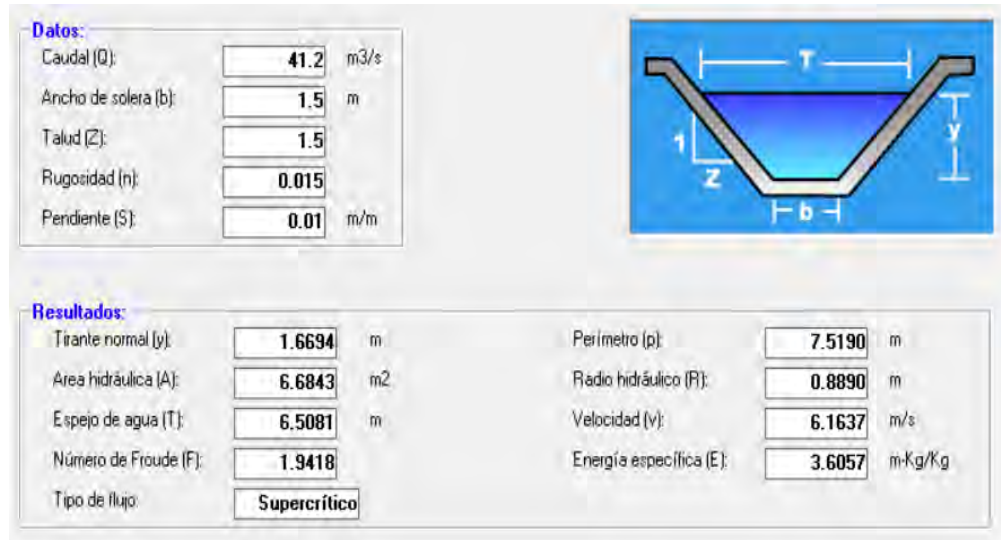 Datos:
Caudal (Q): 41.2 m3/s
Ancho de solera (b): 1.5 m
Talud (Z): 1.5
Rugosidad (n): 0.015
Pendiente (S): 0.01 m/m
T
y
1
Z
b
Resultados:
Tirante normal (y): 1.6694 m
Area hidráulica (A): 6.6843 m2
Espejo de agua (T): 6.5081 m
Número de Froude (F): 1.9418
Tipo de flujo: Supercrítico
Perímetro (p): 7.5190 m
Radio hidráulico (R): 0.8890 m
Velocidad (v): 6.1637 m/s
Energía específica (E): 3.6057 m-Kg/Kg